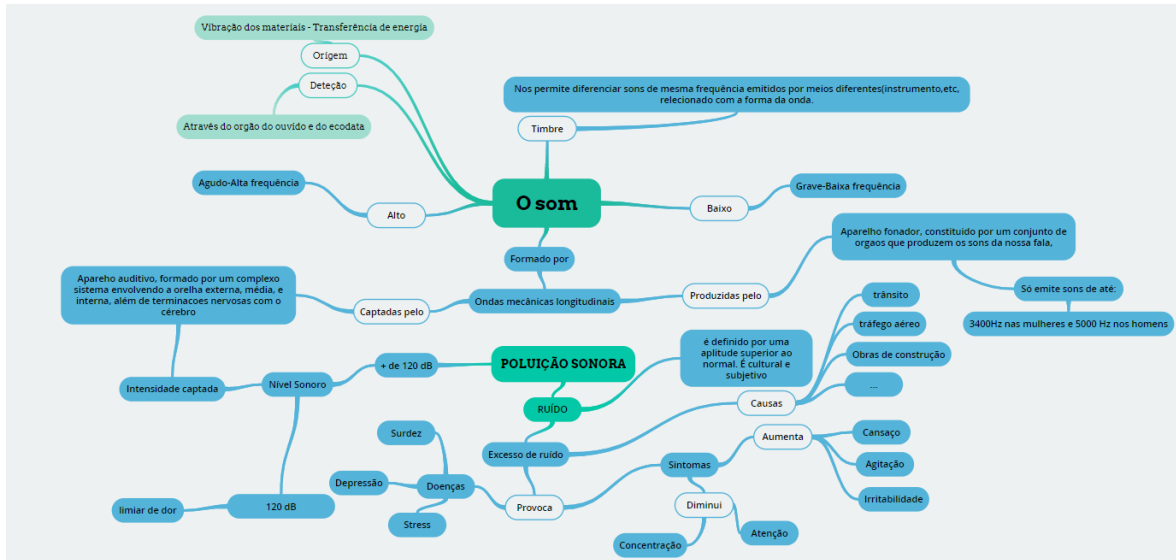 Vibração dos materiais - Transferência de energia
Origem
Deteção
Através do orgão do ouvido e do ecodata
Nos permite diferenciar sons de mesma frequência emitidos por meios diferentes(instrumento,etc,
relecionado com a forma da onda.
Timbre
Agudo-Alta frequência
Alto
O som
Baixo
Grave-Baixa frequência
Formado por
Ondas mecânicas longitudinais
Produzidas pelo
Aparelho fonador, constituido por um conjunto de
orgaos que produzem os sons da nossa fala,
Só emite sons de até:
3400Hz nas mulheres e 5000 Hz nos homens
Captadas pelo
Apareho auditivo, formado por um complexo
sistema envolvendo a orelha externa, média, e
interna, além de terminacoes nervosas com o
cérebro
Intensidade captada
Nível Sonoro
+ de 120 dB
120 dB
limiar de dor
POLUIÇÃO SONORA
RUÍDO
é definido por uma
aplitude superior ao
normal. É cultural e
subjetivo
Excesso de ruído
Causas
trânsito
tráfego aéreo
Obras de construção
...
Provoca
Doenças
Surdez
Depressão
Stress
Sintomas
Aumenta
Cansaço
Agitação
Irritabilidade
Diminui
Concentração
Atenção